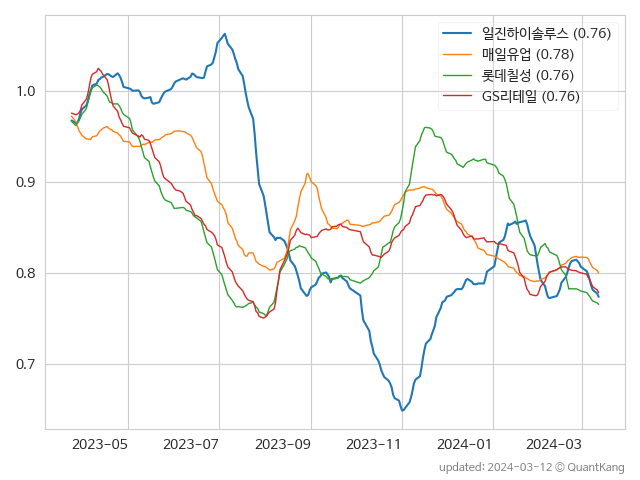 일진하이솔루스 (0.76)
매일유업 (0.78)
롯데칠성 (0.76)
GS리테일 (0.76)
1.0
0.9
0.8
0.7
2023-05 2023-07 2023-09 2023-11 2024-01 2024-03
updated: 2024-03-12 © QuantKang